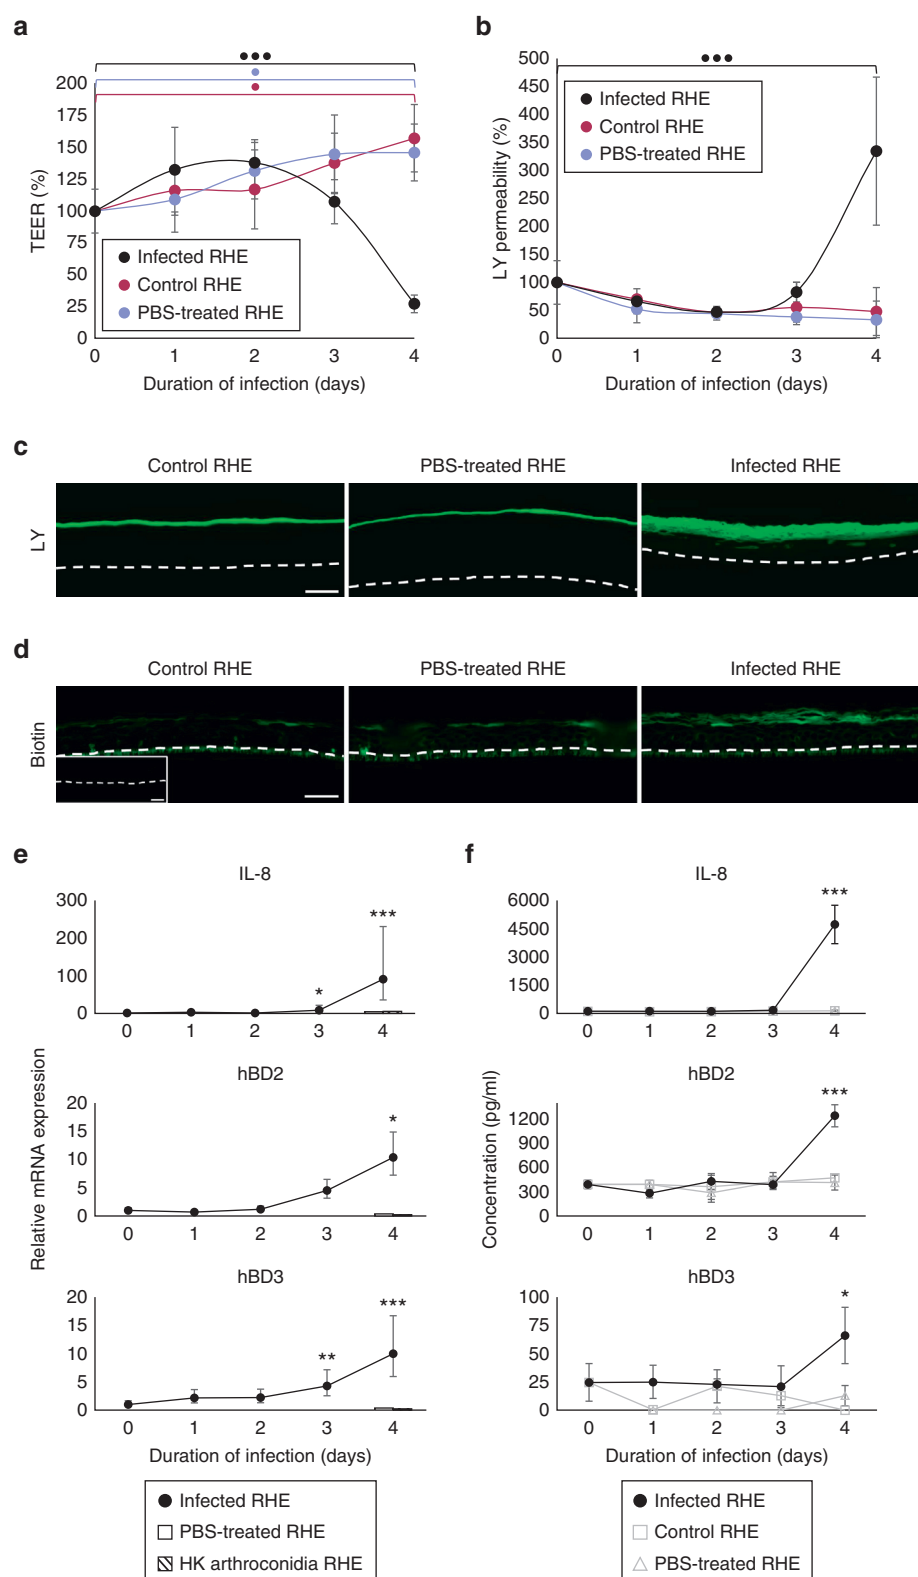 a
TEER (%)
200
175
150
125
100
75
50
25
0
0 1 2 3 4
Duration of infection (days)
Infected RHE
Control RHE
PBS-treated RHE
b
LY permeability (%)
500
450
400
350
300
250
200
150
100
50
0
0 1 2 3 4
Duration of infection (days)
Infected RHE
Control RHE
PBS-treated RHE
c
Control RHE PBS-treated RHE Infected RHE
LY
d
Control RHE PBS-treated RHE Infected RHE
Biotin
e
Relative mRNA expression
IL-8
300
200
100
0
* ***
0 1 2 3 4
hBD2
20
15
10
5
0
*
0 1 2 3 4
hBD3
20
15
10
5
0
** ***
0 1 2 3 4
Duration of infection (days)
Infected RHE
PBS-treated RHE
HK arthroconidia RHE
f
Concentration (pg/ml)
IL-8
6000
4500
3000
1500
0
***
0 1 2 3 4
hBD2
1200
900
600
300
0
***
0 1 2 3 4
hBD3
100
75
50
25
0
*
0 1 2 3 4
Duration of infection (days)
Infected RHE
Control RHE
PBS-treated RHE